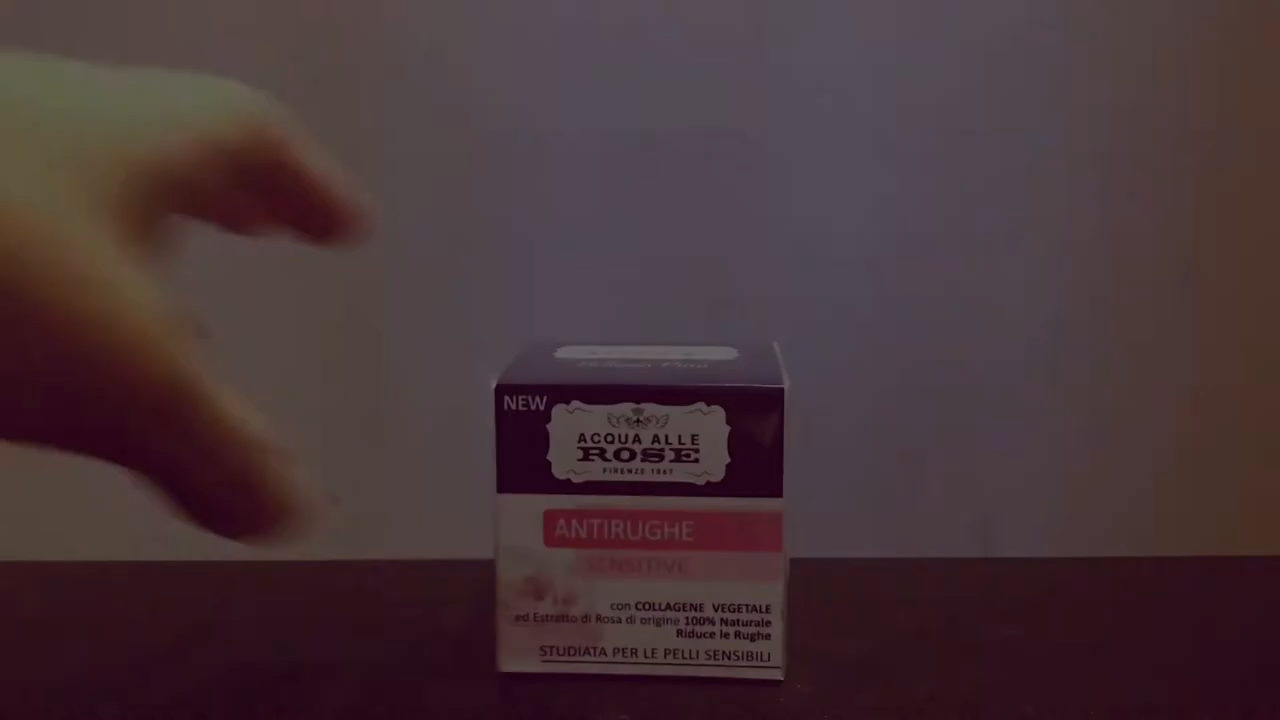 NEW
ACQUA ALLE
ROSE
FIRENZE 1867
ANTIRUGHE
SENSITIVE
con COLLAGENE VEGETALE
ed Estratto di Rosa di origine 100% Naturale
Riduce le Rughe
STUDIATA PER LE PELLI SENSIBILI